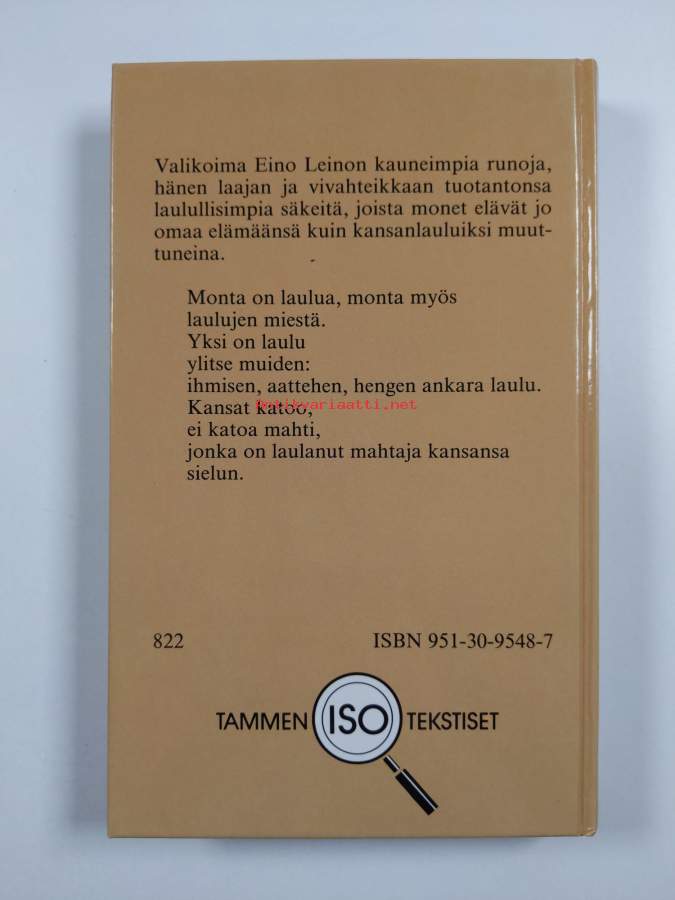 Valikoima Eino Leinon kauneimpia runoja,
hänen laajan ja vivahteikkaan tuotantonsa
laulullisimpia säkeitä, joista monet elävät jo
omaa elämäänsä kuin kansanlauluiksi muut-
tuneina.
Monta on laulua, monta myös
laulujen miestä.
Yksi on laulu
ylitse muiden:
ihmisen, aattehen, hengen ankara laulu.
Kansat katoo,
Antikvariaatti.net
ei katoa mahti,
jonka on laulanut mahtaja kansansa
sielun.
822 ISBN 951-30-9548-7
TAMMEN ISO TEKSTISET